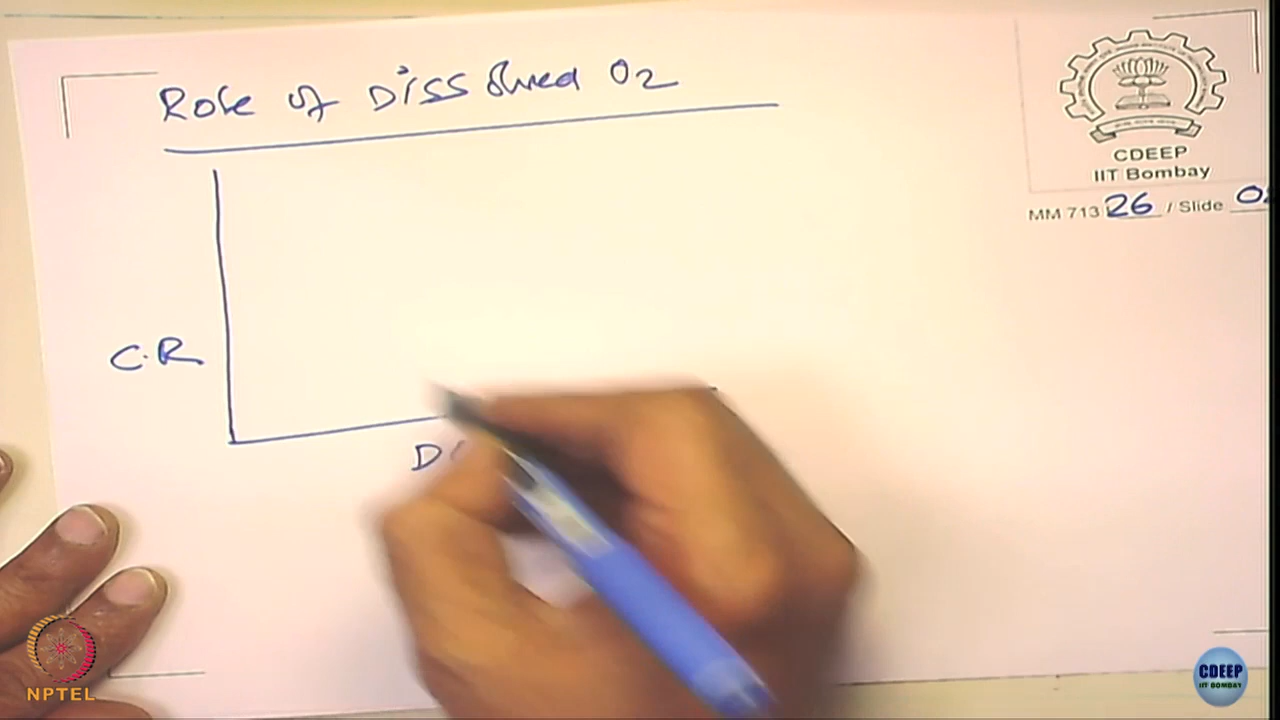 Role of Dissolved O2
CDEEP
IIT Bombay
MM 713 26 / Slide
C.R
D
NPTEL
CDEEP
IIT BOMBAY